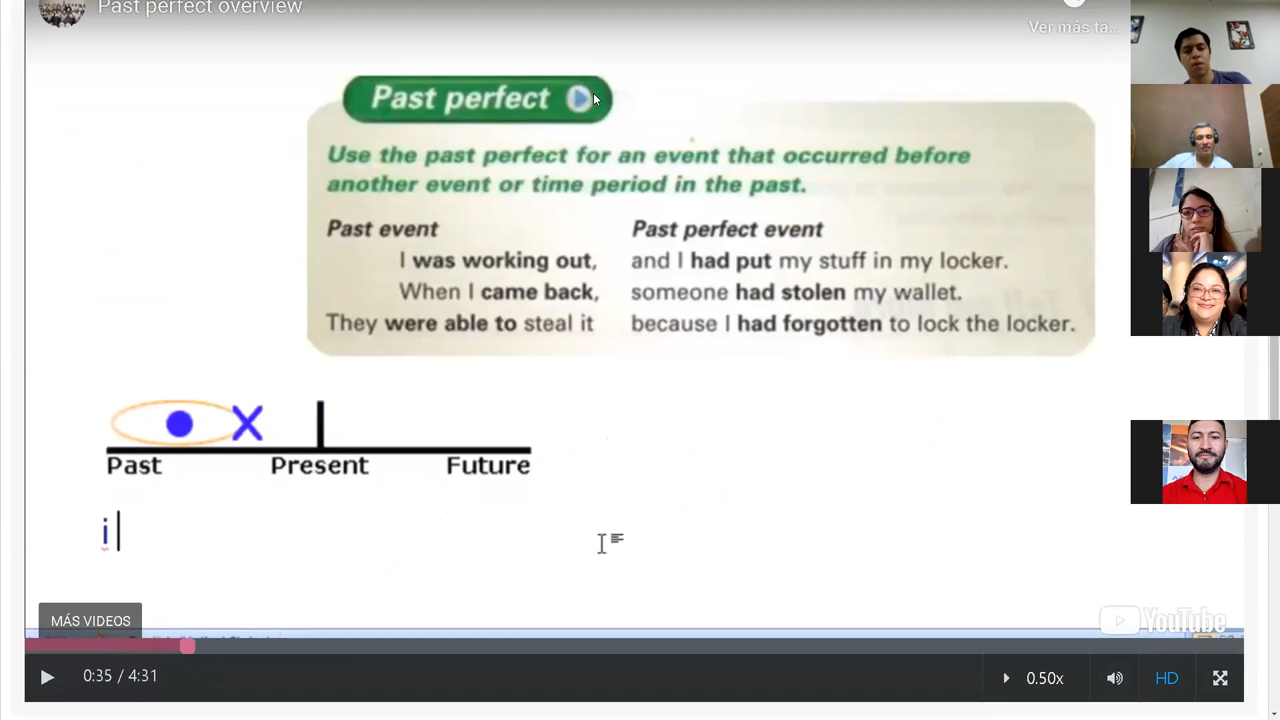 Past perfect overview
Ver más ta...
Past perfect
Use the past perfect for an event that occurred before
another event or time period in the past.
Past event Past perfect event
I was working out, and I had put my stuff in my locker.
When I came back, someone had stolen my wallet.
They were able to steal it because I had forgotten to lock the locker.
Past Present Future
i
MÁS VIDEOS
YouTube
0:35 / 4:31 0.50x HD